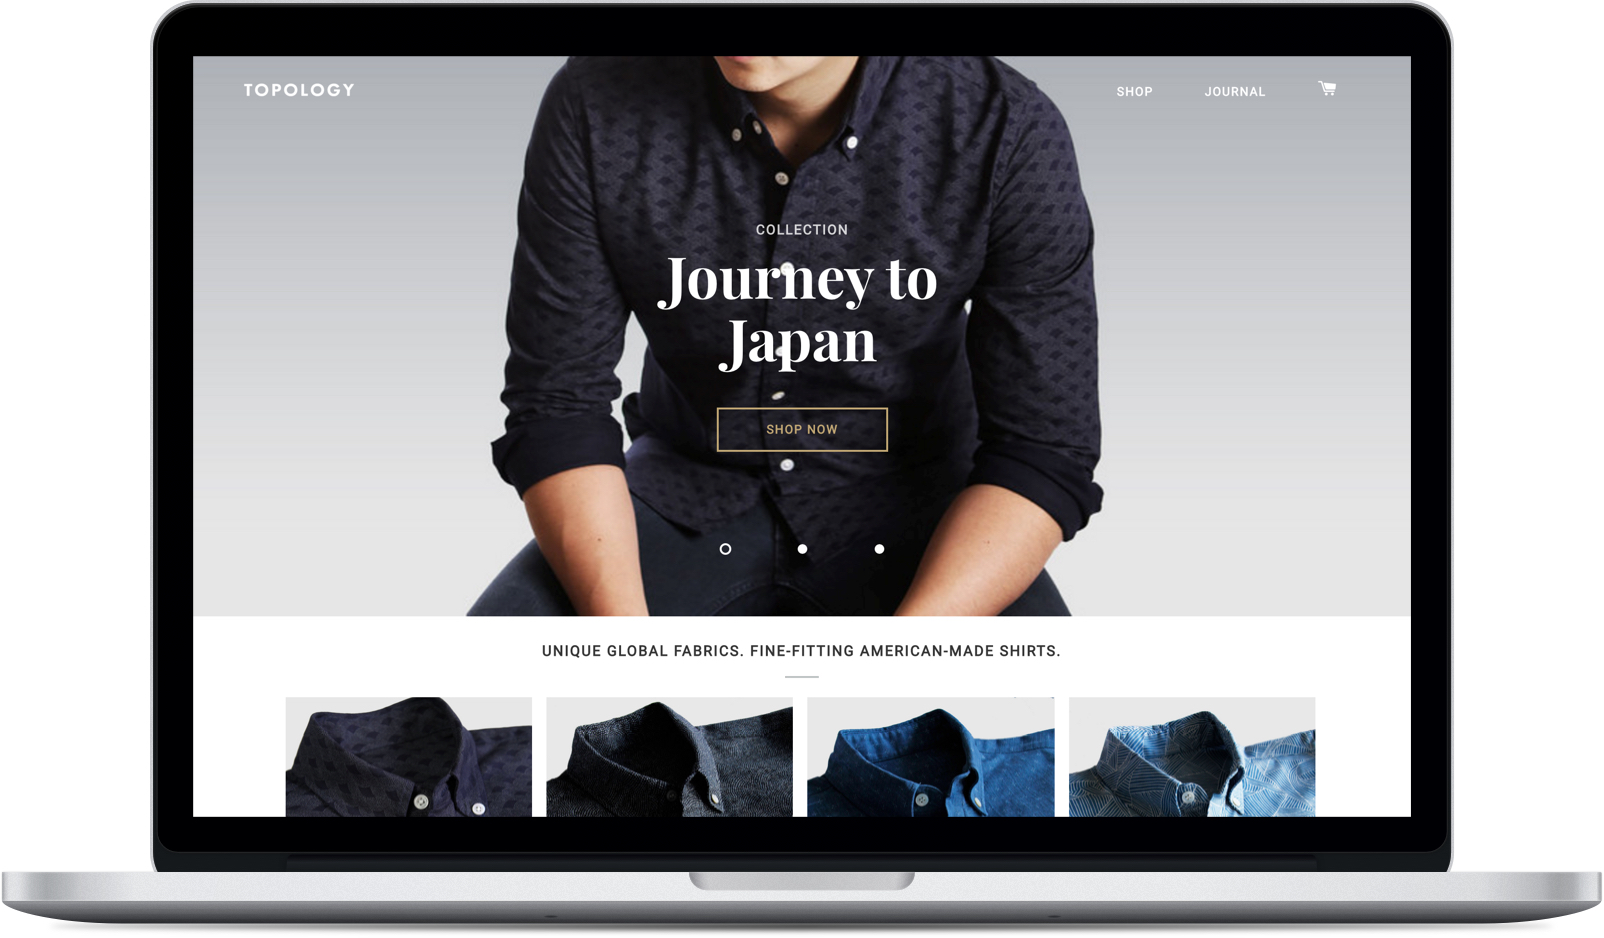 TOPOLOGY
SHOP
JOURNAL
COLLECTION
Journey to
Japan
SHOP NOW
UNIQUE GLOBAL FABRICS. FINE-FITTING AMERICAN-MADE SHIRTS.